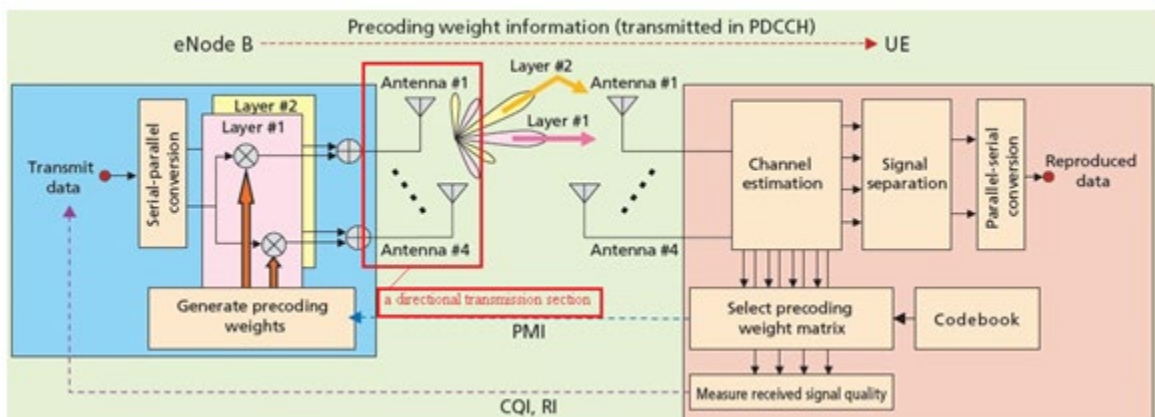 Precoding weight information (transmitted in PDCCH)
eNode B
UE
Layer #2
Layer #1
Transmit
data
Serial-parallel
conversion
Generate precoding
weights
Antenna #1
Antenna #4
a directional transmission section
Layer #2
Layer #1
Antenna #1
Antenna #4
Channel
estimation
Signal
separation
Parallel-serial
conversion
Reproduced
data
Select precoding
weight matrix
Codebook
PMI
Measure received signal quality
CQI, RI